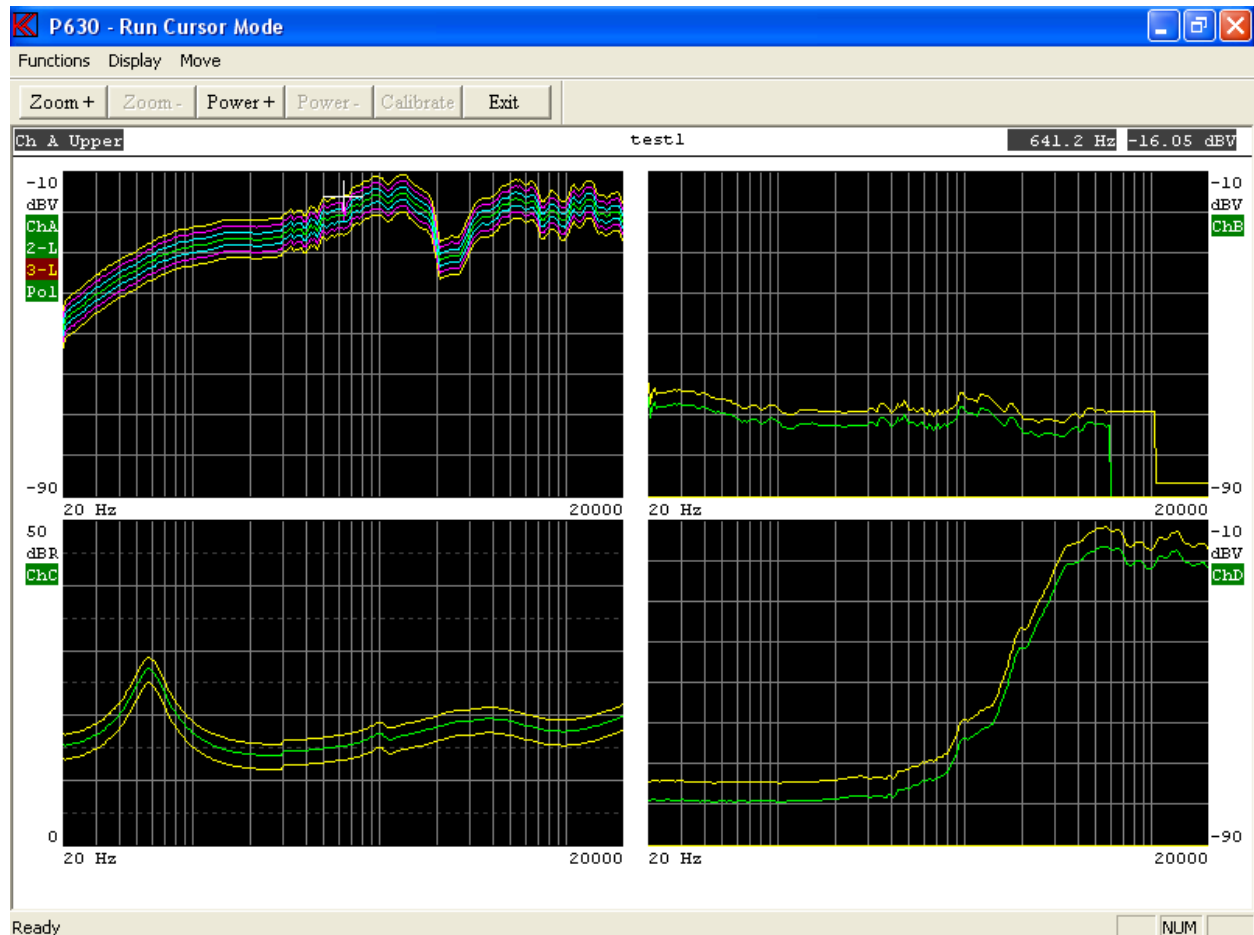 P630 - Run Cursor Mode
Functions Display Move
Zoom + Zoom - Power + Power - Calibrate Exit
Ch A Upper test1 641.2 Hz -16.05 dBV
-10
dBV
ChA
2-L
3-L
Pol
-90
20 Hz 20000
-10
dBV
ChB
-90
20 Hz 20000
50
dBR
ChC
0
20 Hz 20000
-10
dBV
ChD
-90
20 Hz 20000
Ready NUM